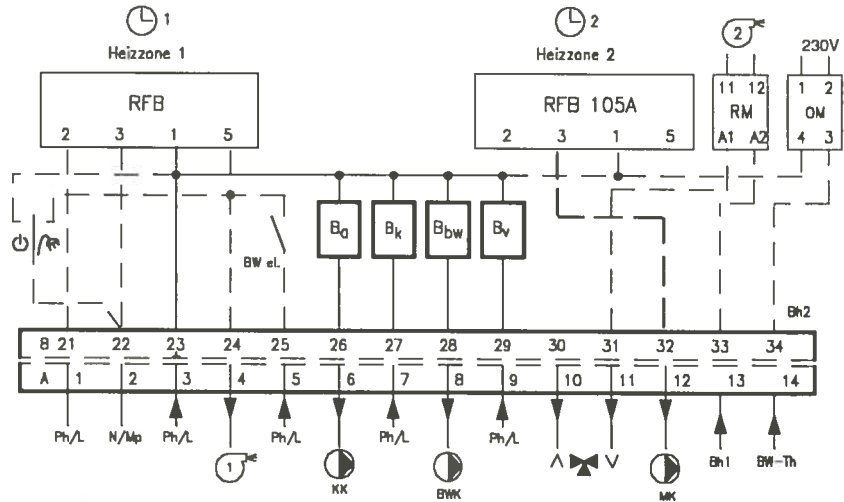 1 2
Heizzone 1 Heizzone 2 2 230V
RFB RFB 105A 11 12 1 2
RM OM
2 3 1 5 2 3 1 5 A1 A2 4 3
Ba Bk Bbw Bv
BW el.
Bh2
8 21 22 23 24 25 26 27 28 29 30 31 32 33 34
A 1 2 3 4 5 6 7 8 9 10 11 12 13 14
Ph/L N/Mp Ph/L Ph/L Ph/L Ph/L Bh1 BW-Th
1 KK BWK MK